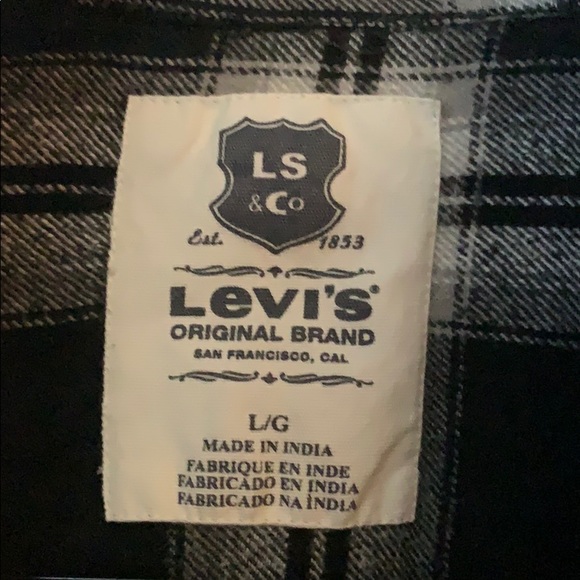 LS
& Co
Est. 1853
Levi's®
ORIGINAL BRAND
SAN FRANCISCO, CAL
L/G
MADE IN INDIA
FABRIQUE EN INDE
FABRICADO EN INDIA
FABRICADO NA ÍNDIA